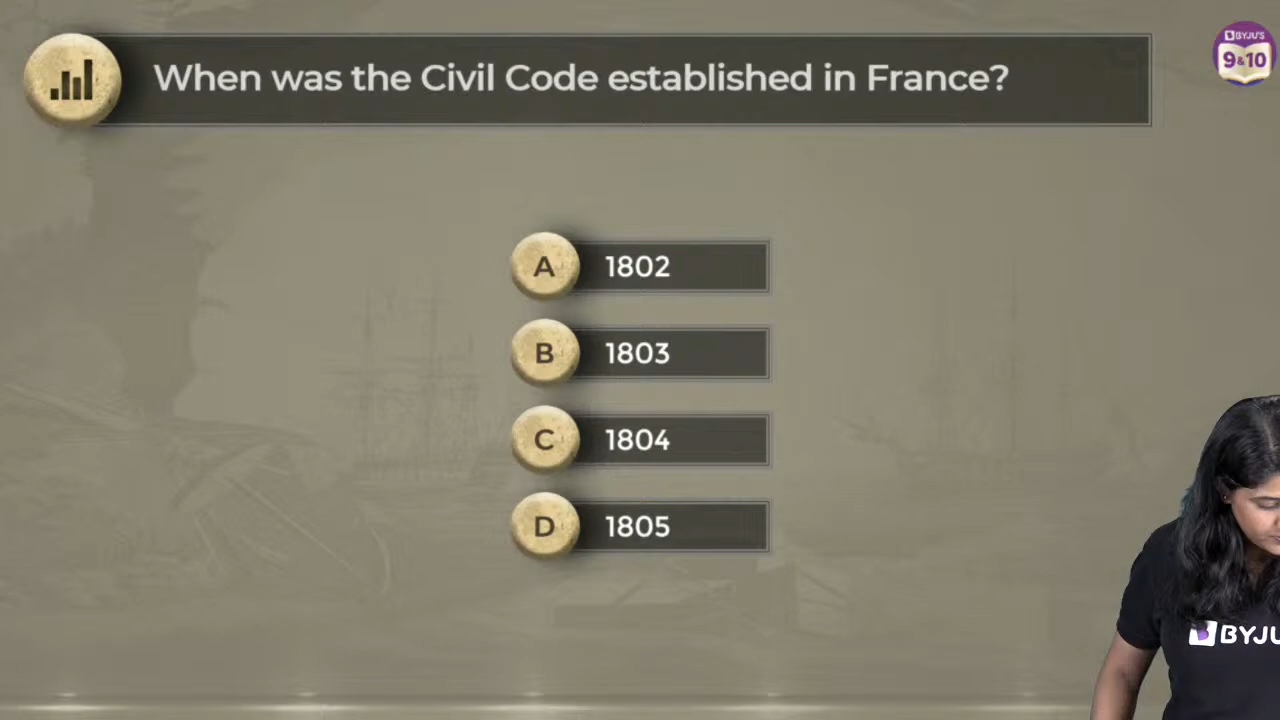 When was the Civil Code established in France?
BYJU'S
9&10
A 1802
B 1803
C 1804
D 1805
BYJU